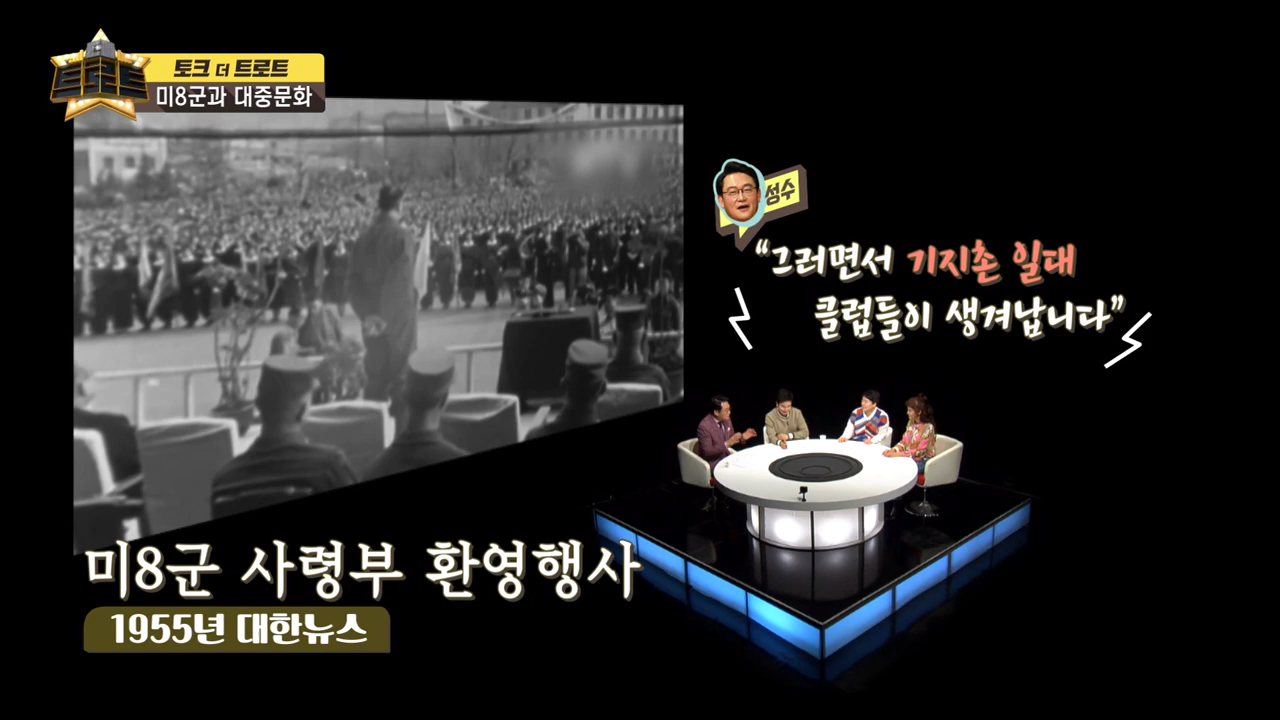 트로트
토크 더 트로트
미8군과 대중문화
성수
“그러면서 기지촌 일대
클럽들이 생겨납니다”
미8군 사령부 환영행사
1955년 대한뉴스